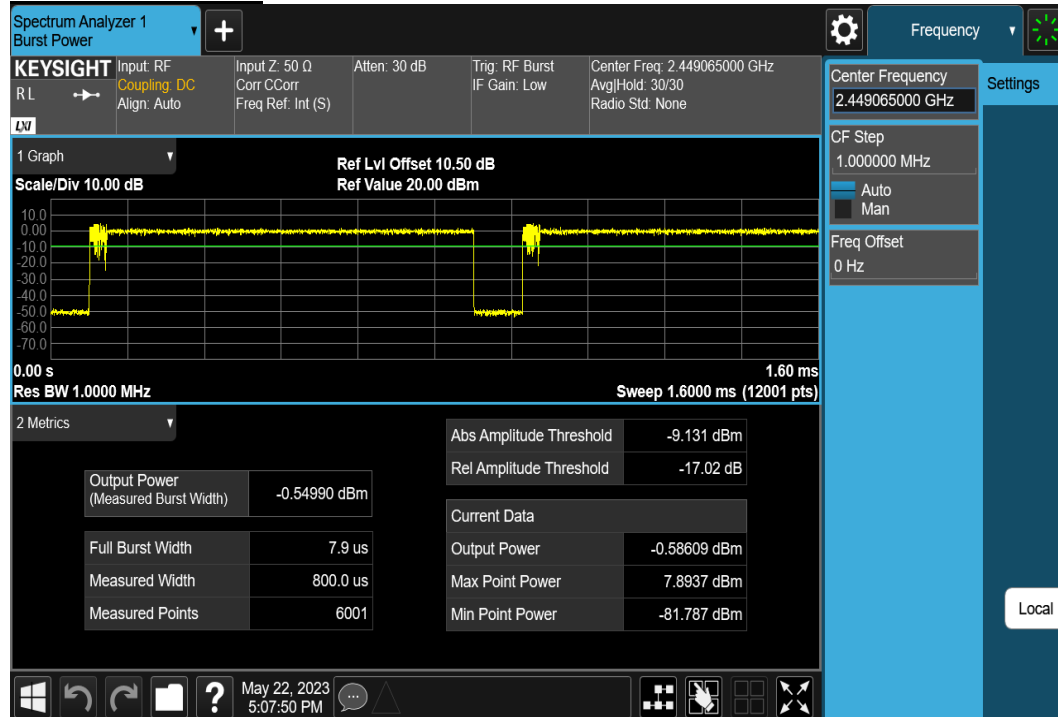 Spectrum Analyzer 1
Burst Power
Frequency
KEYSIGHT
R L
LXI
Input: RF
Coupling: DC
Align: Auto
Input Z: 50 Ω
Corr CCorr
Freq Ref: Int (S)
Atten: 30 dB
Trig: RF Burst
IF Gain: Low
Center Freq: 2.449065000 GHz
Avg|Hold: 30/30
Radio Std: None
Center Frequency
2.449065000 GHz
Settings
CF Step
1.000000 MHz
Auto
Man
Freq Offset
0 Hz
1 Graph
Scale/Div 10.00 dB
Ref Lvl Offset 10.50 dB
Ref Value 20.00 dBm
10.0
0.00
-10.0
-20.0
-30.0
-40.0
-50.0
-60.0
-70.0
0.00 s
1.60 ms
Res BW 1.0000 MHz
Sweep 1.6000 ms (12001 pts)
2 Metrics
Output Power
(Measured Burst Width)
-0.54990 dBm
Full Burst Width 7.9 us
Measured Width 800.0 us
Measured Points 6001
Abs Amplitude Threshold -9.131 dBm
Rel Amplitude Threshold -17.02 dB
Current Data
Output Power -0.58609 dBm
Max Point Power 7.8937 dBm
Min Point Power -81.787 dBm
Local
?
May 22, 2023
5:07:50 PM